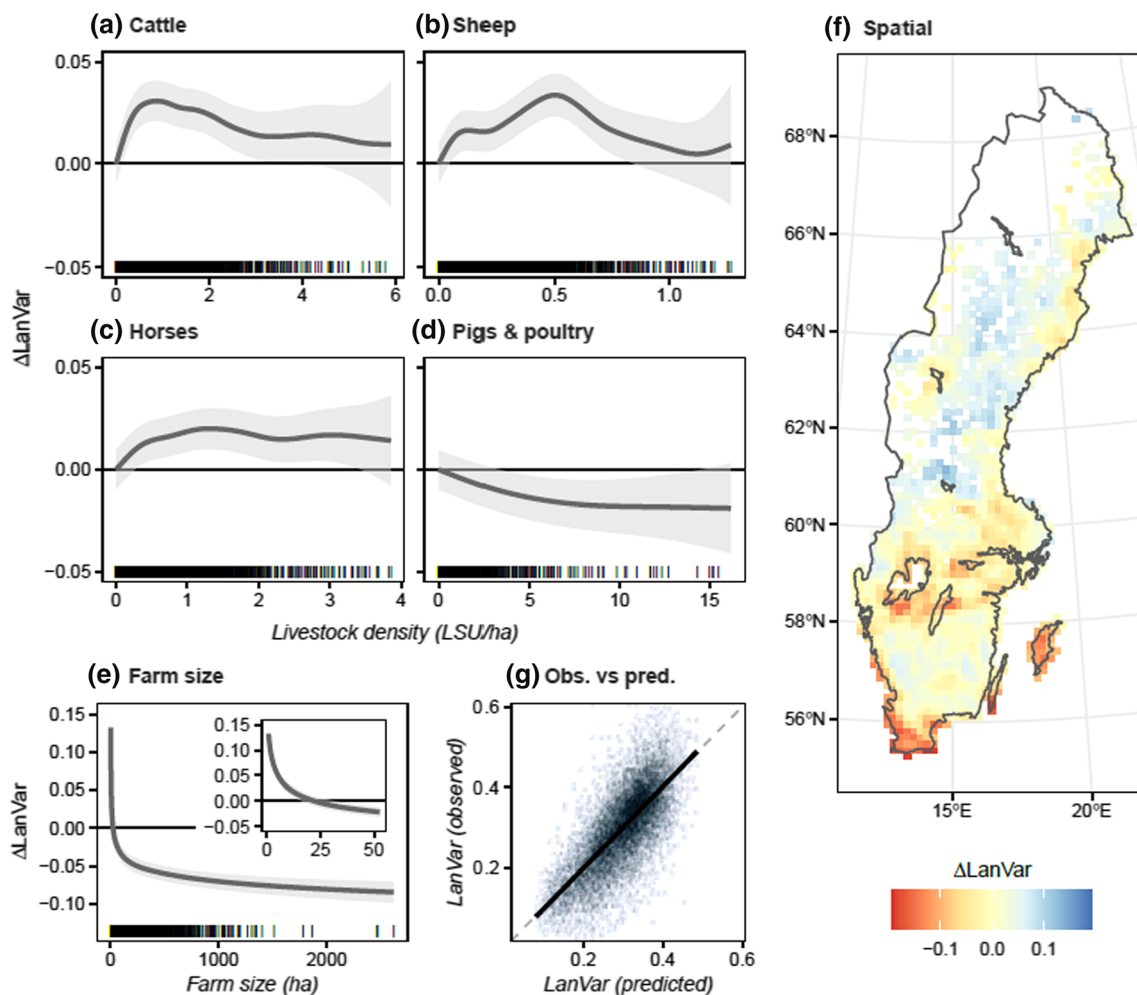 (a) Cattle
(b) Sheep
(f) Spatial
0.05
0.00
−0.05
0 2 4 6
0.0 0.5 1.0
(c) Horses
(d) Pigs & poultry
ΔLanVar
0.05
0.00
−0.05
0 1 2 3 4
0 5 10 15
Livestock density (LSU/ha)
(e) Farm size
(g) Obs. vs pred.
0.15
0.10
0.05
0.00
−0.05
−0.10
ΔLanVar
0.15
0.10
0.05
0.00
−0.05
0 25 50
0 1000 2000
Farm size (ha)
LanVar (observed)
0.6
0.4
0.2
0.0 0.2 0.4 0.6
LanVar (predicted)
68°N
66°N
64°N
62°N
60°N
58°N
56°N
15°E 20°E
ΔLanVar
−0.1 0.0 0.1